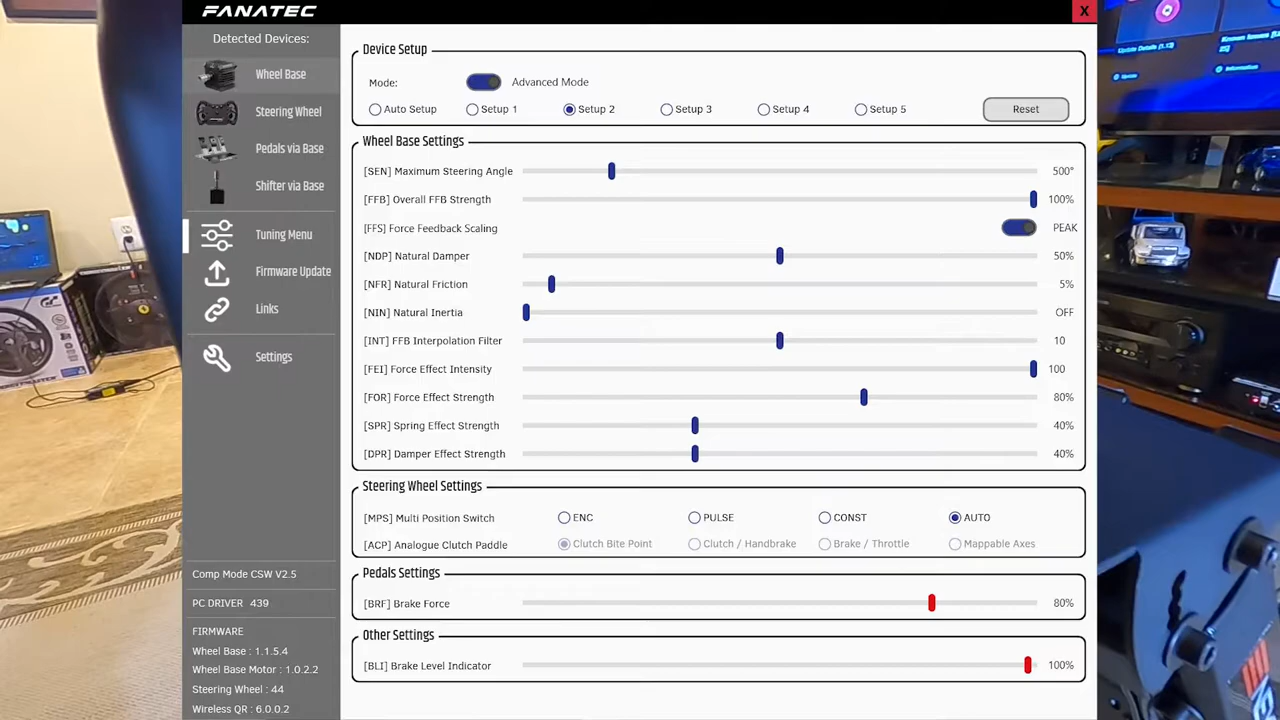 FANATEC
X
Detected Devices:
Wheel Base
Steering Wheel
Pedals via Base
Shifter via Base
Tuning Menu
Firmware Update
Links
Settings
Comp Mode CSW V2.5
PC DRIVER 439
FIRMWARE
Wheel Base : 1.1.5.4
Wheel Base Motor : 1.0.2.2
Steering Wheel : 44
Wireless QR : 6.0.0.2
Device Setup
Mode: Advanced Mode
Auto Setup Setup 1 Setup 2 Setup 3 Setup 4 Setup 5 Reset
Wheel Base Settings
[SEN] Maximum Steering Angle 500°
[FFB] Overall FFB Strength 100%
[FFS] Force Feedback Scaling PEAK
[NDP] Natural Damper 50%
[NFR] Natural Friction 5%
[NIN] Natural Inertia OFF
[INT] FFB Interpolation Filter 10
[FEI] Force Effect Intensity 100
[FOR] Force Effect Strength 80%
[SPR] Spring Effect Strength 40%
[DPR] Damper Effect Strength 40%
Steering Wheel Settings
[MPS] Multi Position Switch ENC PULSE CONST AUTO
[ACP] Analogue Clutch Paddle Clutch Bite Point Clutch / Handbrake Brake / Throttle Mappable Axes
Pedals Settings
[BRF] Brake Force 80%
Other Settings
[BLI] Brake Level Indicator 100%
Update Details (1.13)